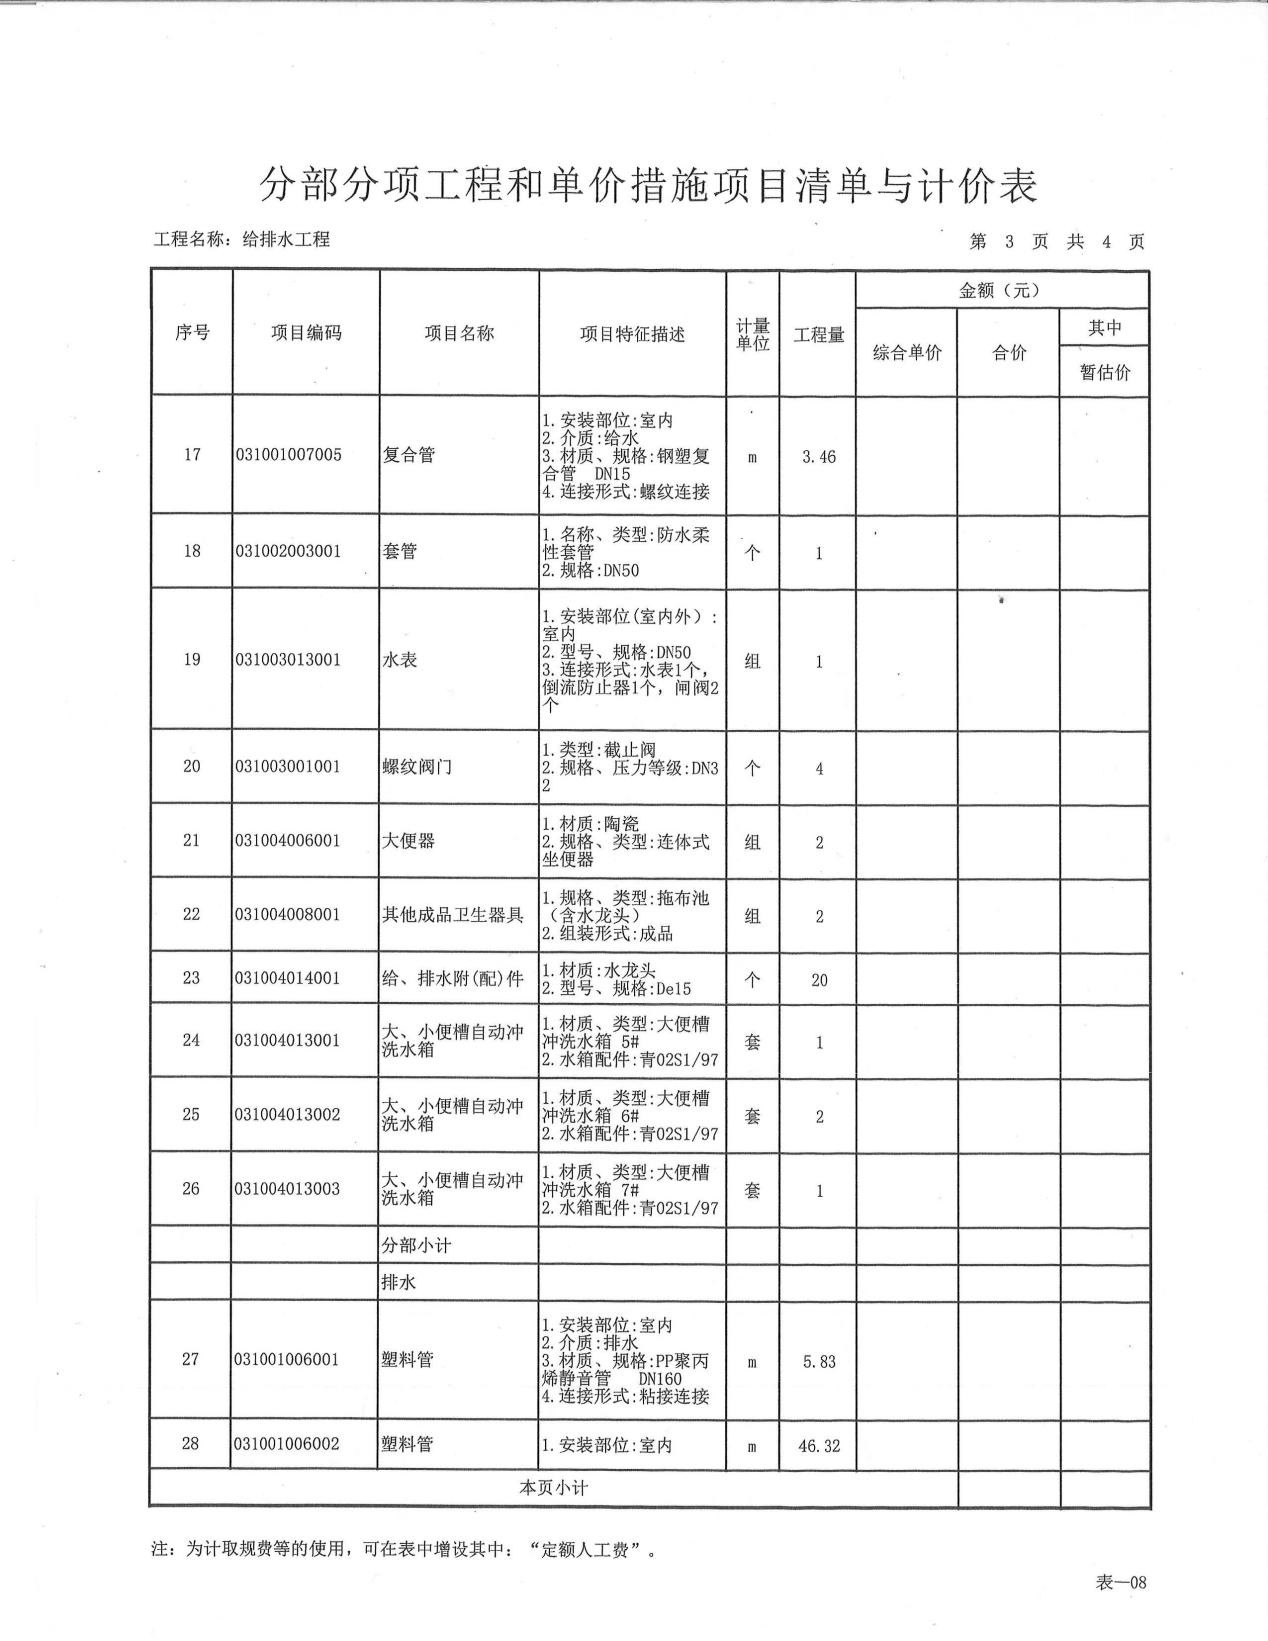 分部分项工程和单价措施项目清单与计价表
工程名称：给排水工程
第 3 页 共 4 页
序号
项目编码
项目名称
项目特征描述
计量
单位
工程量
金额（元）
综合单价
合价
其中
暂估价
17
031001007005
复合管
1.安装部位:室内
2.介质:给水
3.材质、规格:钢塑复
合管 DN15
4.连接形式:螺纹连接
m
3.46
18
031002003001
套管
1.名称、类型:防水柔
性套管
2.规格:DN50
个
1
19
031003013001
水表
1.安装部位(室内外）:
室内
2.型号、规格:DN50
3.连接形式:水表1个，
倒流防止器1个，闸阀2
个
组
1
20
031003001001
螺纹阀门
1.类型:截止阀
2.规格、压力等级:DN3
2
个
4
21
031004006001
大便器
1.材质:陶瓷
2.规格、类型:连体式
坐便器
组
2
22
031004008001
其他成品卫生器具
1.规格、类型:拖布池
（含水龙头）
2.组装形式:成品
组
2
23
031004014001
给、排水附(配)件
1.材质:水龙头
2.型号、规格:De15
个
20
24
031004013001
大、小便槽自动冲
洗水箱
1.材质、类型:大便槽
冲洗水箱 5#
2.水箱配件:青02S1/97
套
1
25
031004013002
大、小便槽自动冲
洗水箱
1.材质、类型:大便槽
冲洗水箱 6#
2.水箱配件:青02S1/97
套
2
26
031004013003
大、小便槽自动冲
洗水箱
1.材质、类型:大便槽
冲洗水箱 7#
2.水箱配件:青02S1/97
套
1
分部小计
排水
27
031001006001
塑料管
1.安装部位:室内
2.介质:排水
3.材质、规格:PP聚丙
烯静音管 DN160
4.连接形式:粘接连接
m
5.83
28
031001006002
塑料管
1.安装部位:室内
m
46.32
本页小计
注：为计取规费等的使用，可在表中增设其中：“定额人工费”。
表—08